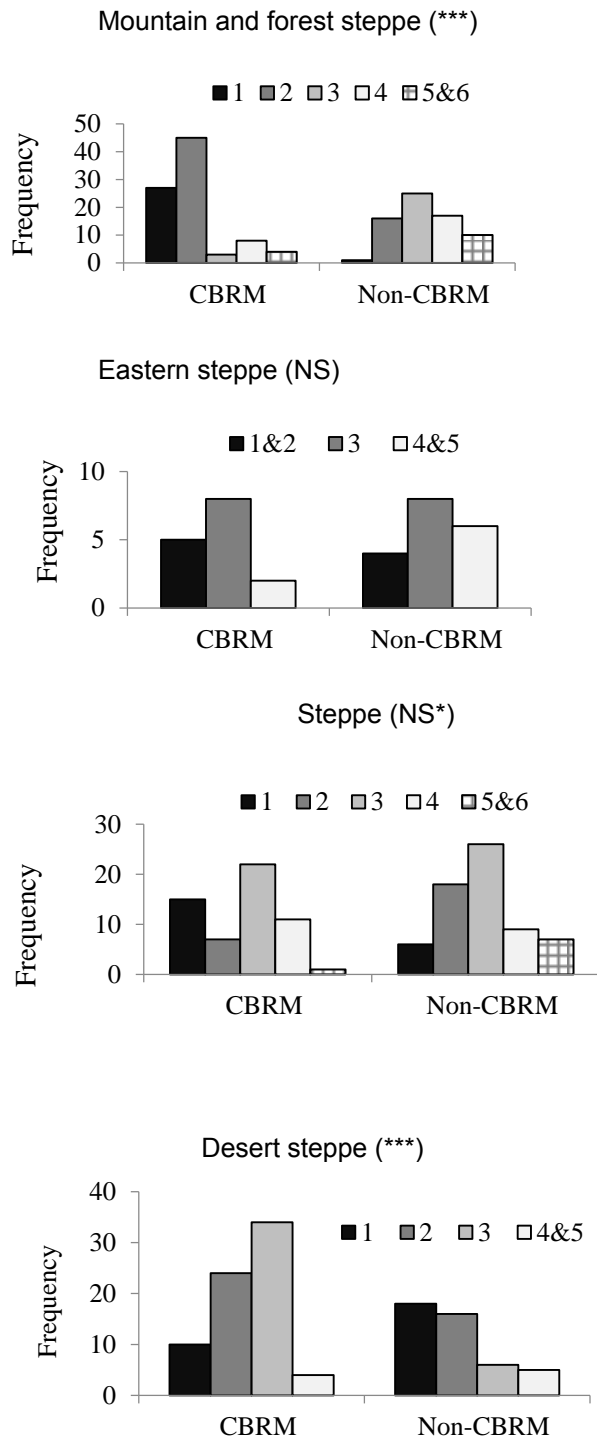 Mountain and forest steppe (***)
1 2 3 4 5&6
Frequency
50
40
30
20
10
0
CBRM Non-CBRM
Eastern steppe (NS)
1&2 3 4&5
Frequency
10
5
0
CBRM Non-CBRM
Steppe (NS*)
1 2 3 4 5&6
Frequency
30
20
10
0
CBRM Non-CBRM
Desert steppe (***)
1 2 3 4&5
Frequency
40
30
20
10
0
CBRM Non-CBRM